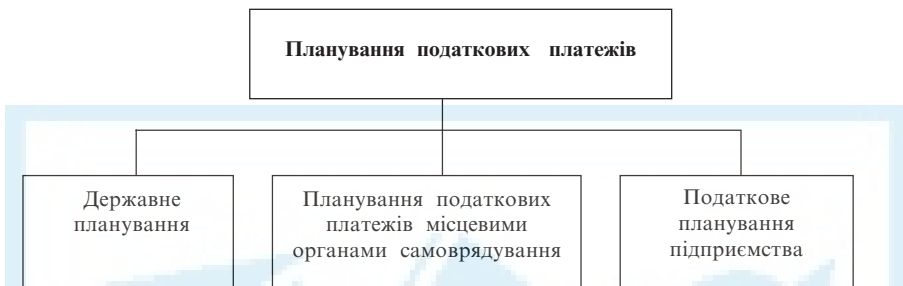 Планування податкових платежів
Державне
планування
Планування податкових
платежів місцевими
органами самоврядування
Податкове
планування
підприємства